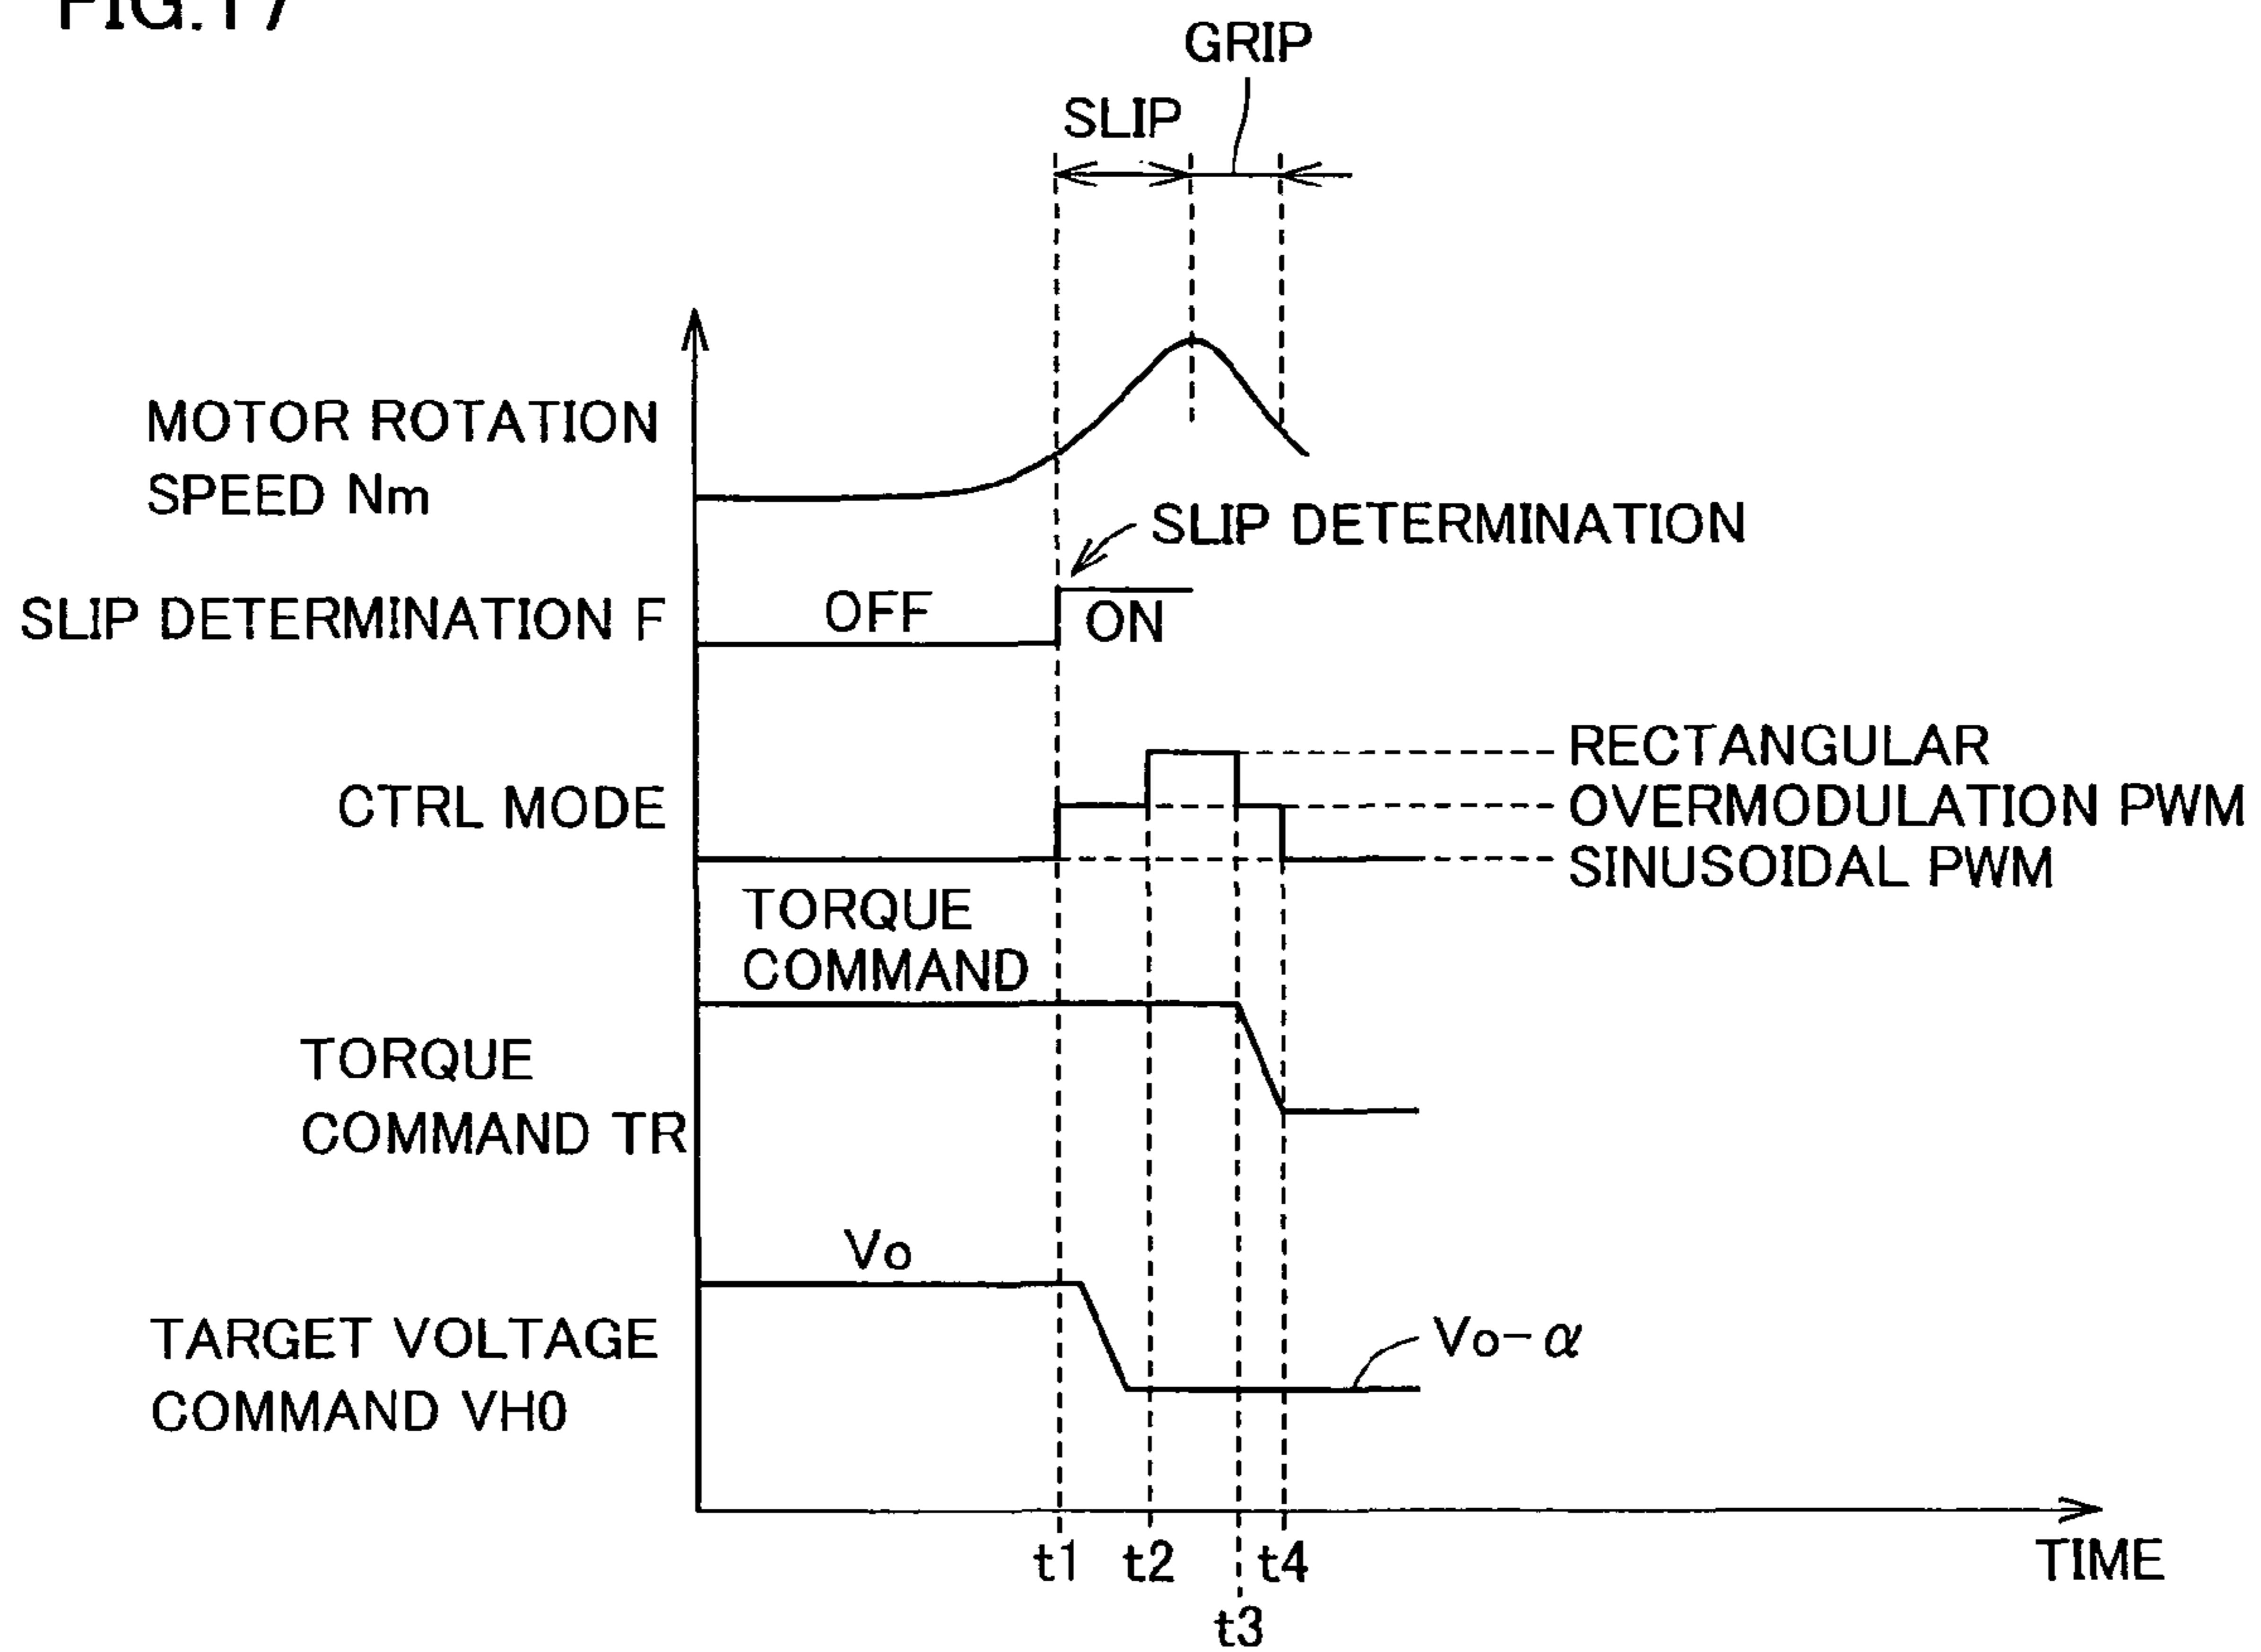 FIG.17
GRIP
SLIP
MOTOR ROTATION
SPEED Nm
SLIP DETERMINATION
SLIP DETERMINATION F
OFF
ON
RECTANGULAR
CTRL MODE
OVERMODULATION PWM
SINUSOIDAL PWM
TORQUE
COMMAND
TORQUE
COMMAND TR
Vo
TARGET VOLTAGE
COMMAND VH0
Vo-α
t1
t2
t4
TIME
t3